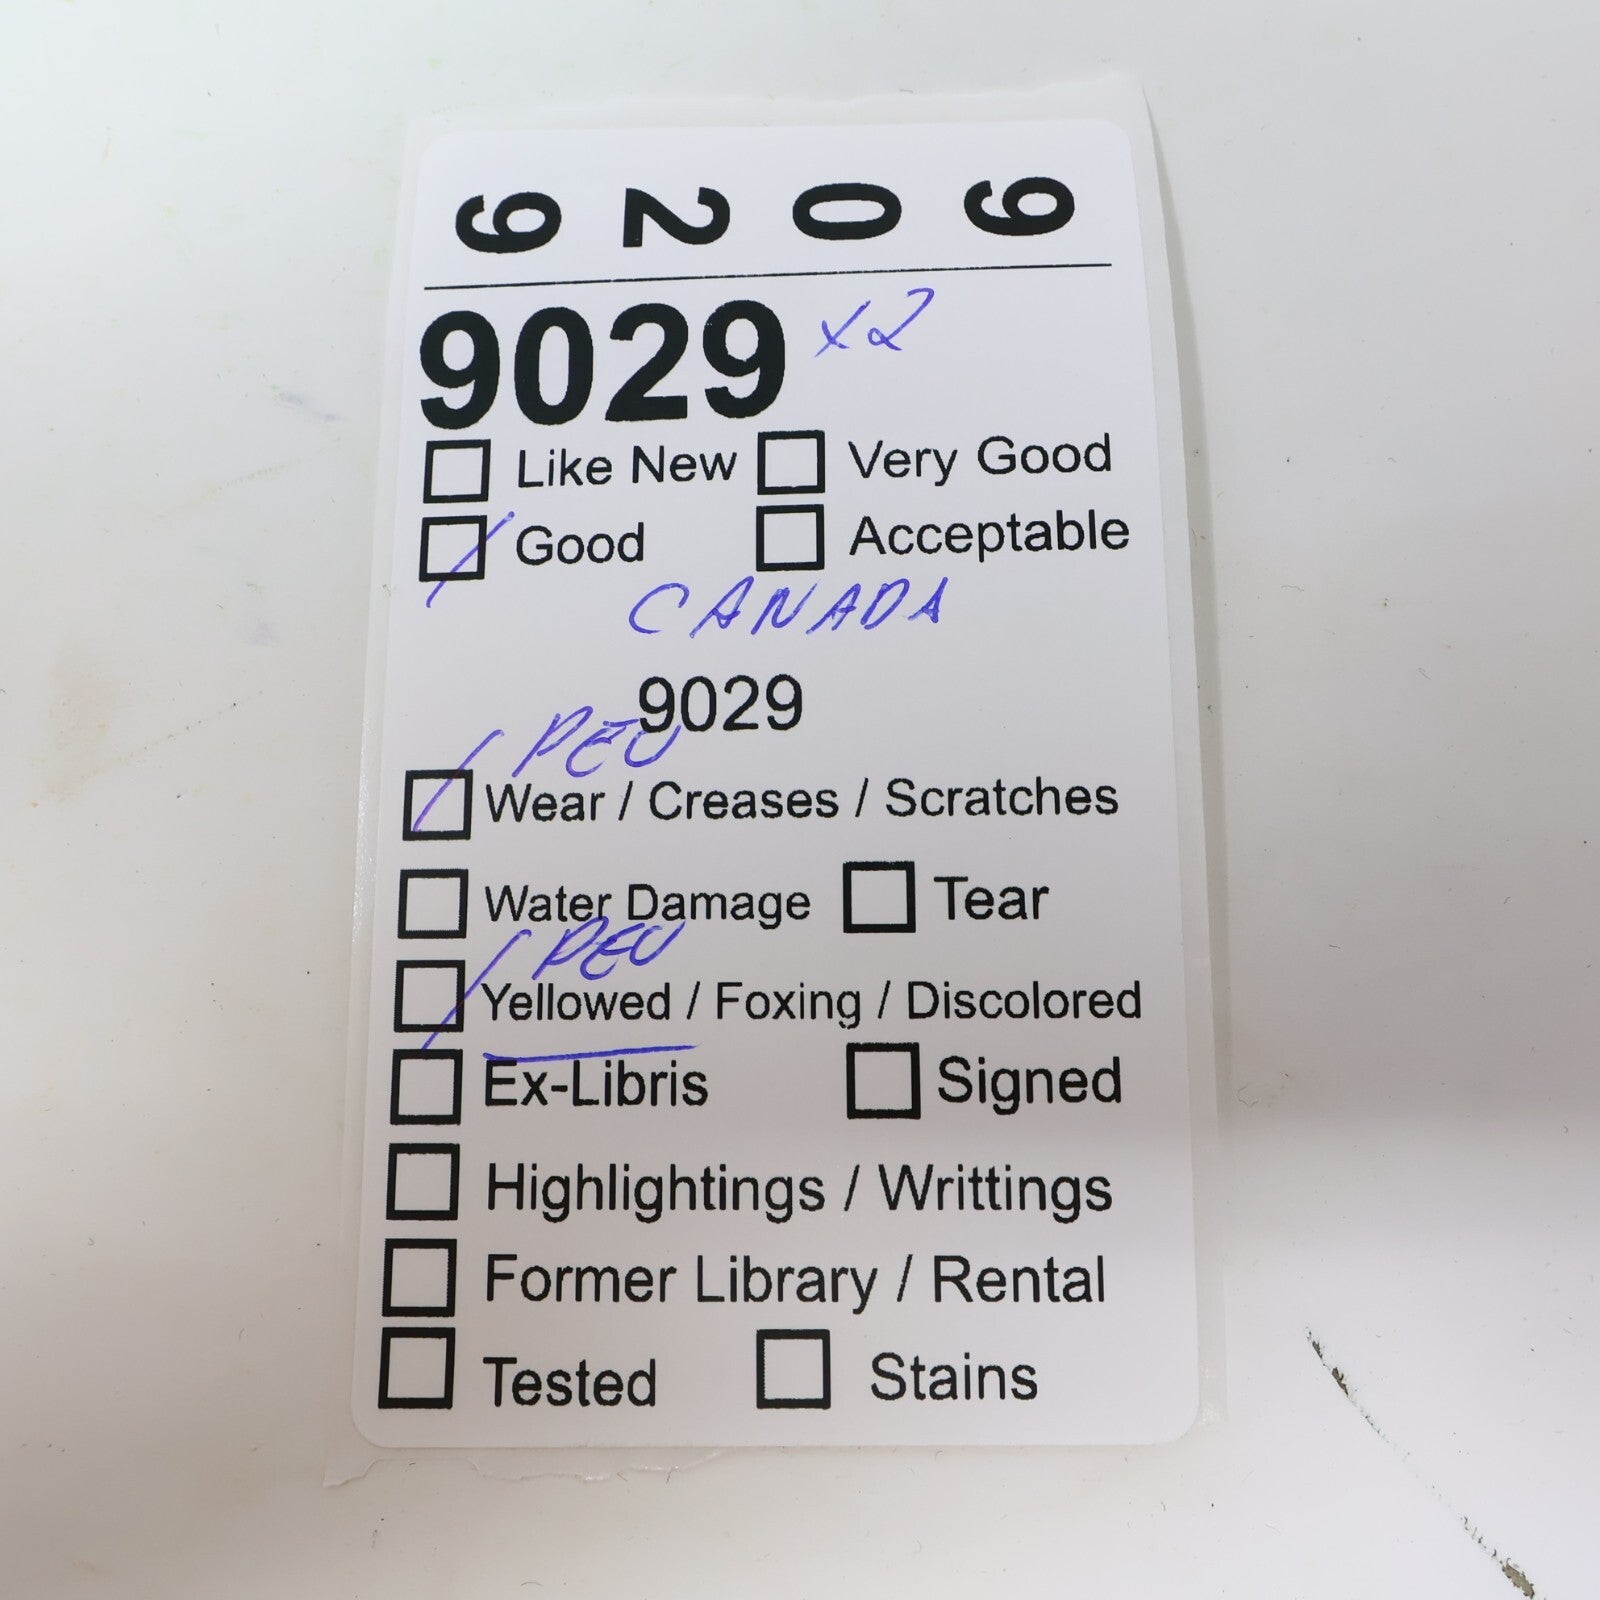 9029
9029 x2
Like New Very Good
Good Acceptable
CANADA
9029
PEU
Wear / Creases / Scratches
Water Damage Tear
PEU
Yellowed / Foxing / Discolored
Ex-Libris Signed
Highlightings / Writtings
Former Library / Rental
Tested Stains